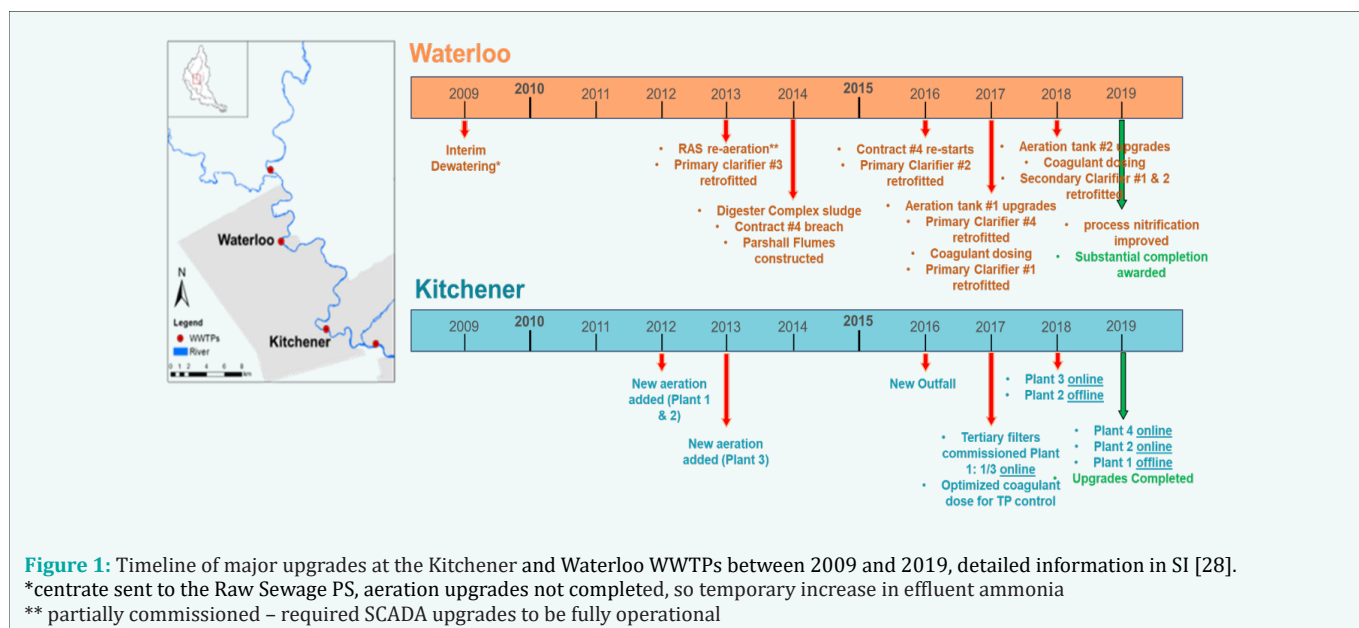 Waterloo
2009 2010 2011 2012 2013 2014 2015 2016 2017 2018 2019
Interim
Dewatering*
• RAS re-aeration**
• Primary clarifier #3
retrofitted
• Digester Complex sludge
• Contract #4 breach
• Parshall Flumes
constructed
• Contract #4 re-starts
• Primary Clarifier #2
retrofitted
• Aeration tank #1 upgrades
• Primary Clarifier #4
retrofitted
• Coagulant dosing
• Primary Clarifier #1
retrofitted
• Aeration tank #2 upgrades
• Coagulant dosing
• Secondary Clarifier #1 & 2
retrofitted
• process nitrification
improved
• Substantial completion
awarded
Waterloo
N
Legend
WWTPs
River
Kitchener
0 1 2 4 6 8
km
Kitchener
2009 2010 2011 2012 2013 2014 2015 2016 2017 2018 2019
New aeration
added (Plant 1
& 2)
New aeration
added (Plant 3)
New Outfall
• Tertiary filters
commissioned Plant
1: 1/3 online
• Optimized coagulant
dose for TP control
• Plant 3 online
• Plant 2 offline
• Plant 4 online
• Plant 2 online
• Plant 1 offline
• Upgrades Completed
Figure 1: Timeline of major upgrades at the Kitchener and Waterloo WWTPs between 2009 and 2019, detailed information in SI [28].
*centrate sent to the Raw Sewage PS, aeration upgrades not completed, so temporary increase in effluent ammonia
** partially commissioned – required SCADA upgrades to be fully operational